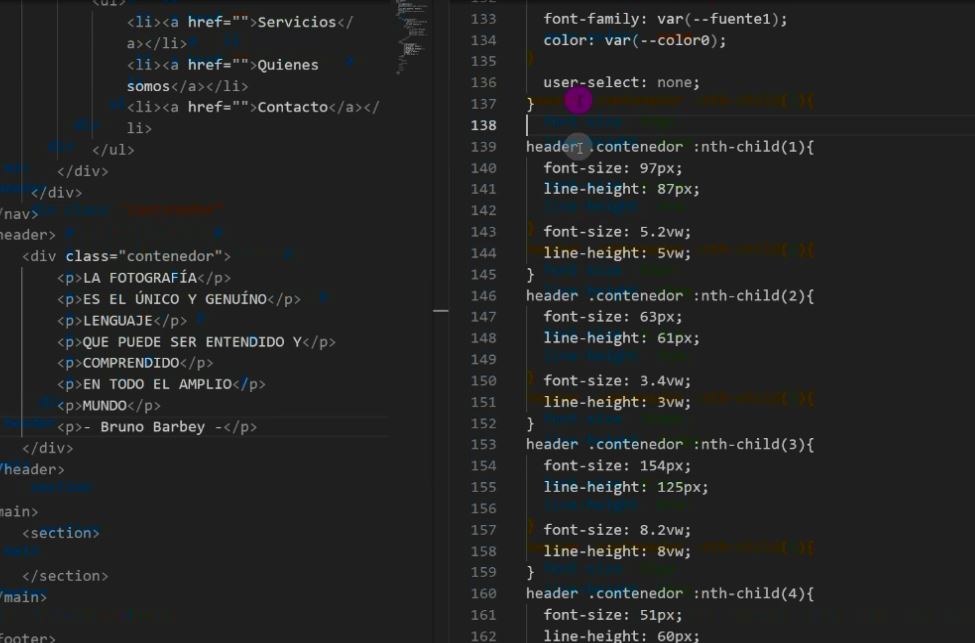 <ul>
<li><a href="">Servicios</
a></li>
<li><a href="">Quienes
somos</a></li>
<li><a href="">Contacto</a></
li>
</ul>
</div>
</div>
/nav>
header>
<div class="contenedor">
<p>LA FOTOGRAFÍA</p>
<p>ES EL ÚNICO Y GENUÍNO</p>
<p>LENGUAJE</p>
<p>QUE PUEDE SER ENTENDIDO Y</p>
<p>COMPRENDIDO</p>
<p>EN TODO EL AMPLIO</p>
<p>MUNDO</p>
<p>- Bruno Barbey -</p>
</div>
/header>
main>
<section>
</section>
/main>
footer>
133 font-family: var(--fuente1);
134 color: var(--color0);
135
136 user-select: none;
137 }
138
139 header .contenedor :nth-child(1){
140 font-size: 97px;
141 line-height: 87px;
142
143 font-size: 5.2vw;
144 line-height: 5vw;
145 }
146 header .contenedor :nth-child(2){
147 font-size: 63px;
148 line-height: 61px;
149
150 font-size: 3.4vw;
151 line-height: 3vw;
152 }
153 header .contenedor :nth-child(3){
154 font-size: 154px;
155 line-height: 125px;
156
157 font-size: 8.2vw;
158 line-height: 8vw;
159 }
160 header .contenedor :nth-child(4){
161 font-size: 51px;
162 line-height: 60px;